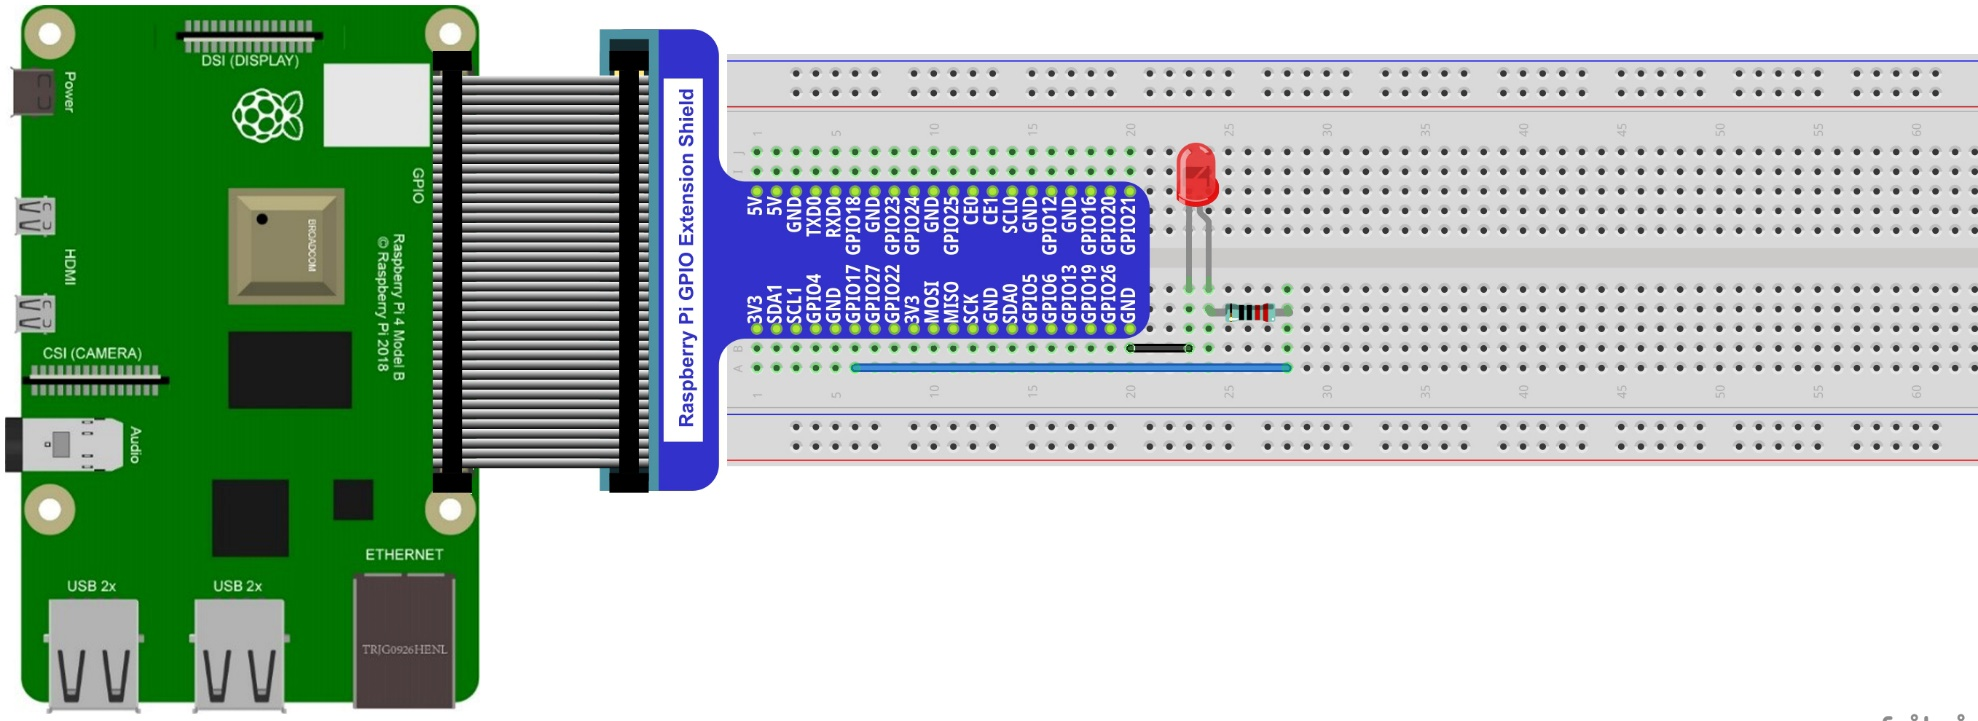 DSI (DISPLAY)
Power
HDMI
CSI (CAMERA)
Audio
GPIO
BROADCOM
Raspberry Pi 4 Model B
© Raspberry Pi 2018
USB 2x
USB 2x
ETHERNET
TRJG0926HENL
Raspberry Pi GPIO Extension Shield
5V 5V GND TXD0 RXD0 GPIO18 GND GPIO23 GPIO24 GND GPIO25 CE0 CE1 SCL0 GND GPIO12 GND GPIO16 GPIO20 GPIO21
3V3 SDA1 SCL1 GPIO4 GND GPIO17 GPIO27 GPIO22 3V3 MOSI MISO SCK GND SDA0 GPIO5 GPIO6 GPIO13 GPIO19 GPIO26 GND
1 5 10 15 20 25 30 35 40 45 50 55 60
J
I
B
A
1 5 10 15 20 25 30 35 40 45 50 55 60